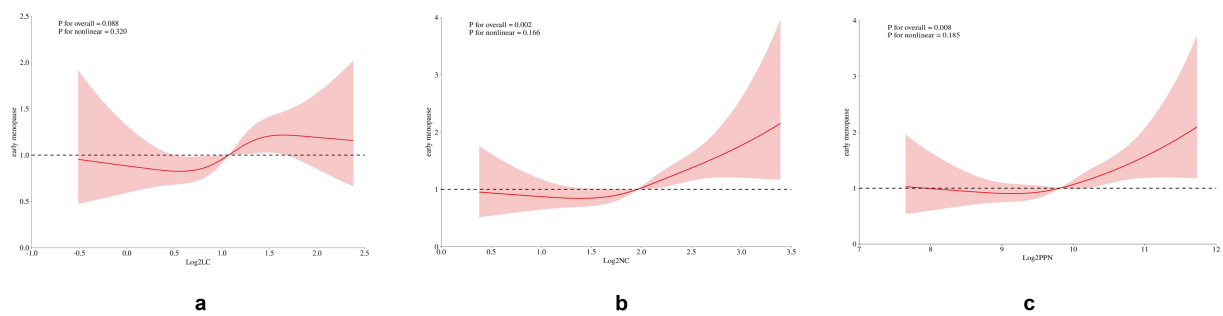 P for overall = 0.088
P for nonlinear = 0.320
early menopause
2.5
2.0
1.5
1.0
0.5
0.0
-1.0
-0.5
0.0
0.5
1.0
1.5
2.0
2.5
Log2LC
a
P for overall = 0.002
P for nonlinear = 0.166
early menopause
4
3
2
1
0
0.0
0.5
1.0
1.5
2.0
2.5
3.0
3.5
Log2NC
b
P for overall = 0.008
P for nonlinear = 0.185
early menopause
4
3
2
1
0
7
8
9
10
11
12
Log2PPN
c